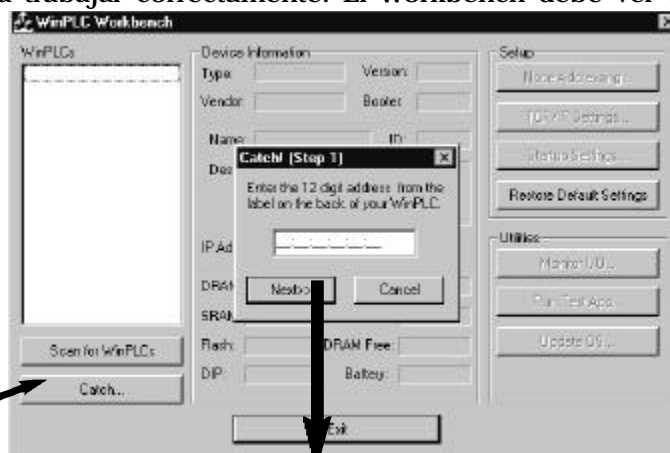 trabajar correctamente. El Workbench debe ver
WinPLC Workbench
WinPLCs
Scan for WinPLCs
Catch...
Device Information
Type:
Version:
Vendor:
Booter:
Name:
ID:
Des
IP Ad
DRAM
SRAM
Flash:
DRAM Free:
DIP:
Battery:
Catch! (Step 1)
Enter the 12 digit address from the
label on the back of your WinPLC.
Cancel
Setup
Node Addressing...
TCP/IP Settings...
Startup Settings...
Restore Default Settings
Utilities
Monitor I/O...
Run Test App...
Update OS...
Exit